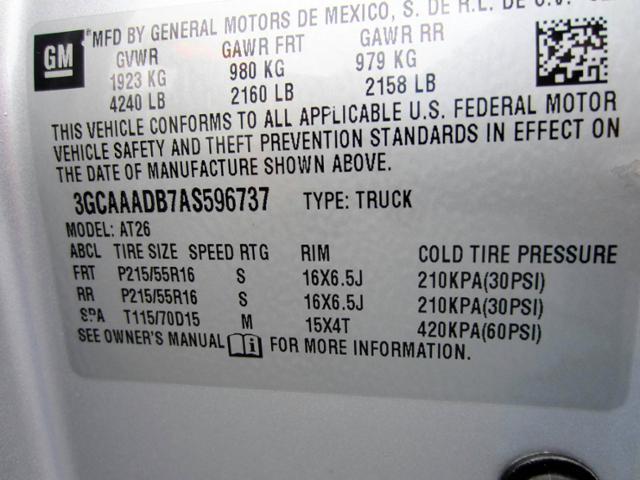 GM
MFD BY GENERAL MOTORS DE MEXICO, S. DE R.L. DE C.V.
GVWR GAWR FRT GAWR RR
1923 KG 980 KG 979 KG
4240 LB 2160 LB 2158 LB
THIS VEHICLE CONFORMS TO ALL APPLICABLE U.S. FEDERAL MOTOR
VEHICLE SAFETY AND THEFT PREVENTION STANDARDS IN EFFECT ON
THE DATE OF MANUFACTURE SHOWN ABOVE.
3GCAAADB7AS596737 TYPE: TRUCK
MODEL: AT26
ABCL TIRE SIZE SPEED RTG RIM COLD TIRE PRESSURE
FRT P215/55R16 S 16X6.5J 210KPA(30PSI)
RR P215/55R16 S 16X6.5J 210KPA(30PSI)
SPA T115/70D15 M 15X4T 420KPA(60PSI)
SEE OWNER'S MANUAL FOR MORE INFORMATION.